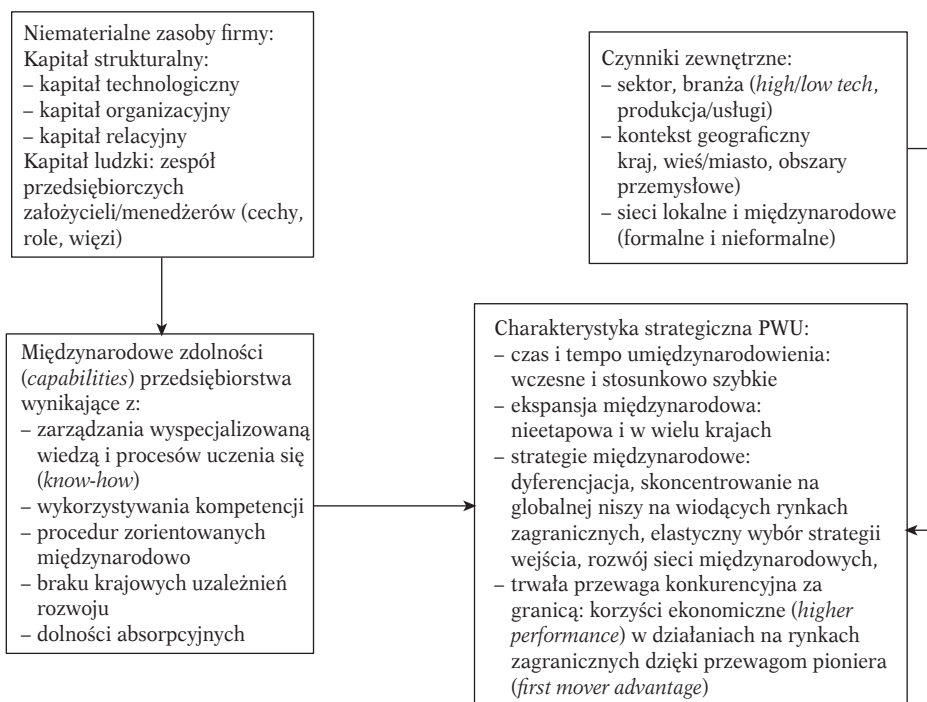 Niematerialne zasoby firmy:
Kapitał strukturalny:
– kapitał technologiczny
– kapitał organizacyjny
– kapitał relacyjny
Kapitał ludzki: zespół
przedsiębiorczych
założycieli/menedżerów (cechy,
role, więzi)
Czynniki zewnętrzne:
– sektor, branża (high/low tech,
produkcja/usługi)
– kontekst geograficzny
kraj, wieś/miasto, obszary
przemysłowe)
– sieci lokalne i międzynarodowe
(formalne i nieformalne)
Międzynarodowe zdolności
(capabilities) przedsiębiorstwa
wynikające z:
– zarządzania wyspecjalizowaną
wiedzą i procesów uczenia się
(know-how)
– wykorzystywania kompetencji
– procedur zorientowanych
międzynarodowo
– braku krajowych uzależnień
rozwoju
– dolności absorpcyjnych
Charakterystyka strategiczna PWU:
– czas i tempo umiędzynarodowienia:
wczesne i stosunkowo szybkie
– ekspansja międzynarodowa:
nieetapowa i w wielu krajach
– strategie międzynarodowe:
dyferencjacja, skoncentrowanie na
globalnej niszy na wiodących rynkach
zagranicznych, elastyczny wybór strategii
wejścia, rozwój sieci międzynarodowych,
– trwała przewaga konkurencyjna za
granicą: korzyści ekonomiczne (higher
performance) w działaniach na rynkach
zagranicznych dzięki przewagom pioniera
(first mover advantage)